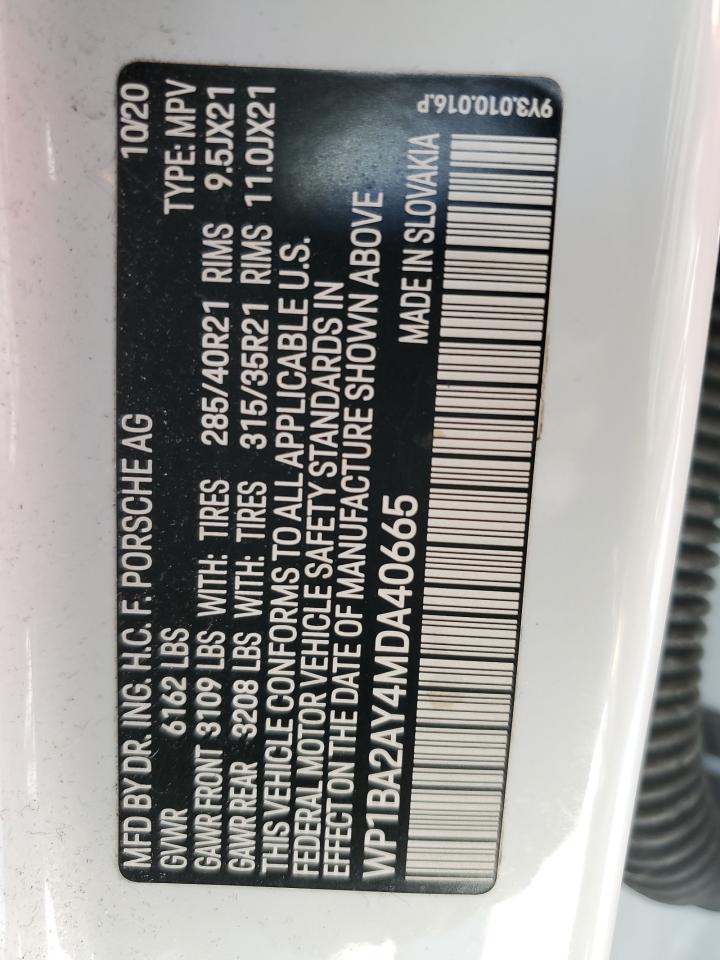 MFD BY DR. ING. H.C. F. PORSCHE AG 10/20
GVWR 6162 LBS TYPE: MPV
GAWR FRONT 3109 LBS WITH: TIRES 285/40R21 RIMS 9.5JX21
GAWR REAR 3208 LBS WITH: TIRES 315/35R21 RIMS 11.0JX21
THIS VEHICLE CONFORMS TO ALL APPLICABLE U.S.
FEDERAL MOTOR VEHICLE SAFETY STANDARDS IN
EFFECT ON THE DATE OF MANUFACTURE SHOWN ABOVE
WP1BA2AY4MDA40665 MADE IN SLOVAKIA
9Y3.010.016.P